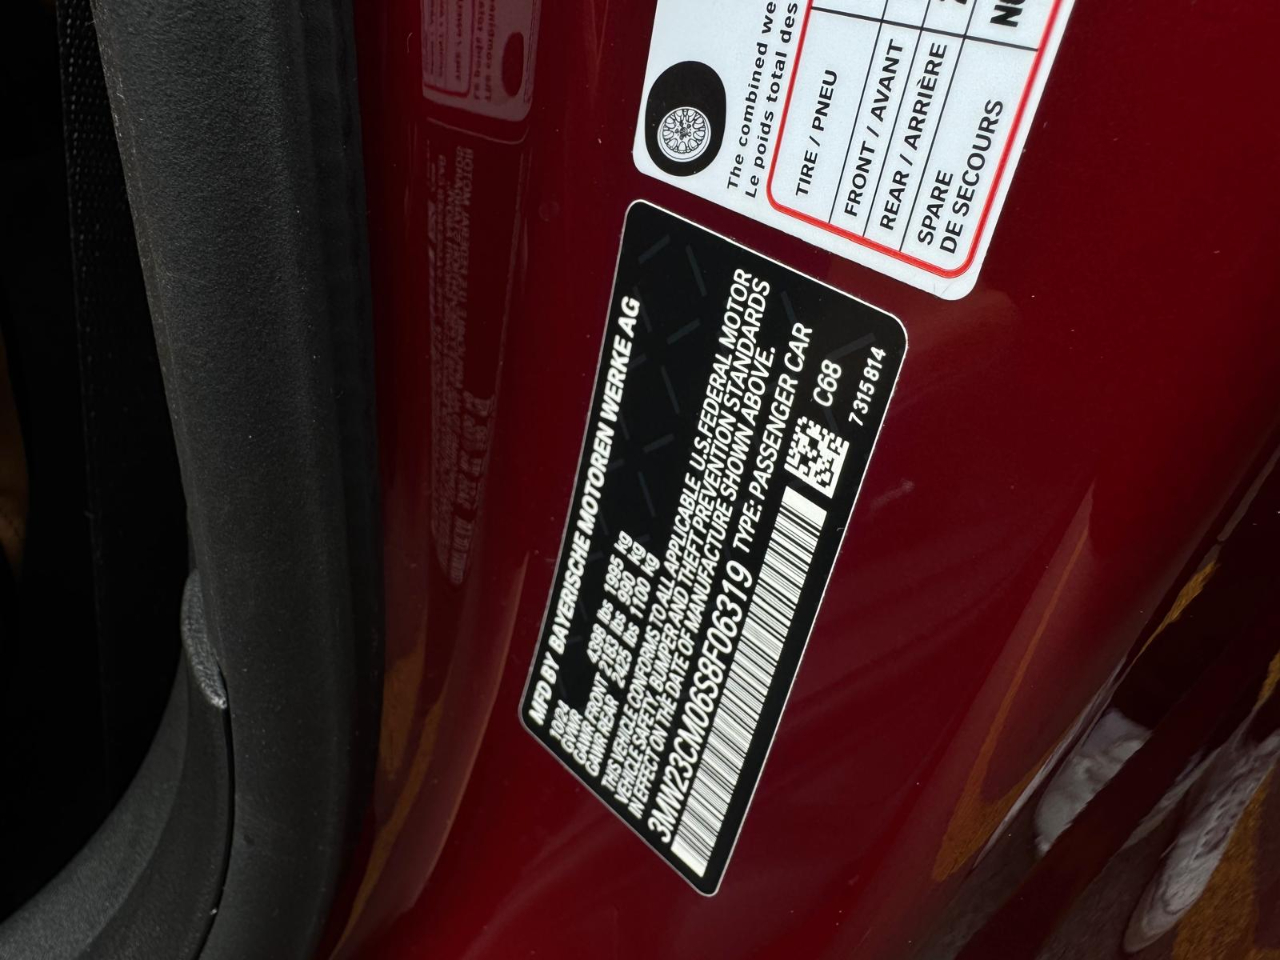 The combined we
Le poids total des
TIRE / PNEU
FRONT / AVANT
REAR / ARRIÈRE
SPARE
DE SECOURS
MFD BY BAYERISCHE MOTOREN WERKE AG
10/24
GVWR 4398 lbs 1995 kg
GAWR FRONT 2183 lbs 990 kg
GAWR REAR 2425 lbs 1100 kg
THIS VEHICLE CONFORMS TO ALL APPLICABLE U.S. FEDERAL MOTOR
VEHICLE SAFETY, BUMPER AND THEFT PREVENTION STANDARDS
IN EFFECT ON THE DATE OF MANUFACTURE SHOWN ABOVE.
3MW23CM06S8F06319 TYPE: PASSENGER CAR
C68
7315814